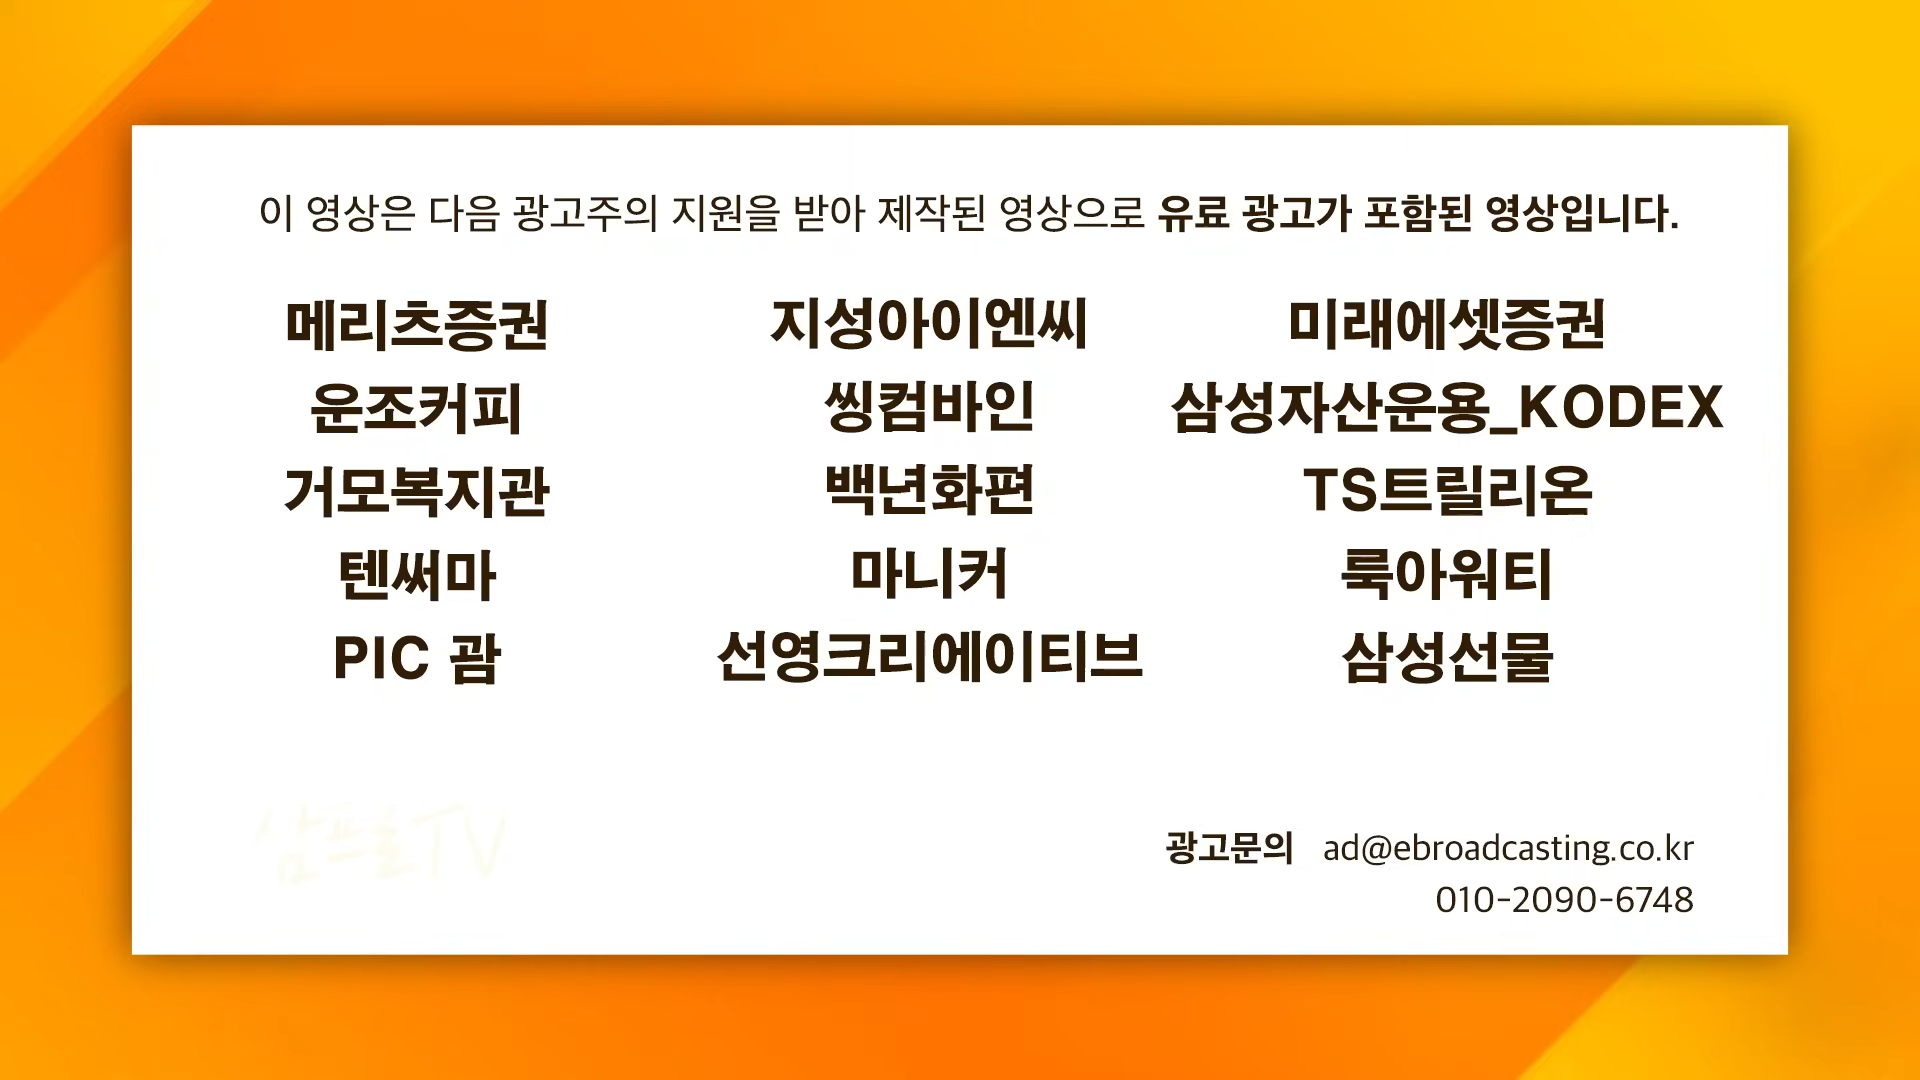 이 영상은 다음 광고주의 지원을 받아 제작된 영상으로 유료 광고가 포함된 영상입니다.
메리츠증권 지성아이엔씨 미래에셋증권
운조커피 씽컴바인 삼성자산운용_KODEX
거모복지관 백년화편 TS트릴리온
텐써마 마니커 룩아워티
PIC 괌 선영크리에이티브 삼성선물
삼프로TV
광고문의 ad@ebroadcasting.co.kr
010-2090-6748